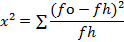 x² = Σ (fo − fh)² / fh